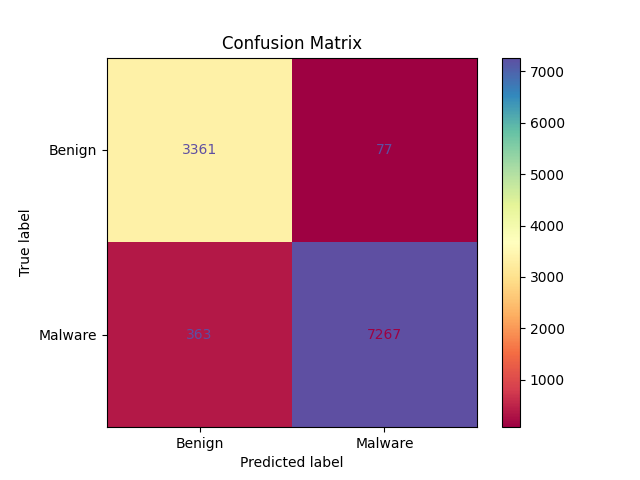 Confusion Matrix
True label
Benign
3361
77
Malware
363
7267
Benign
Malware
Predicted label
7000
6000
5000
4000
3000
2000
1000